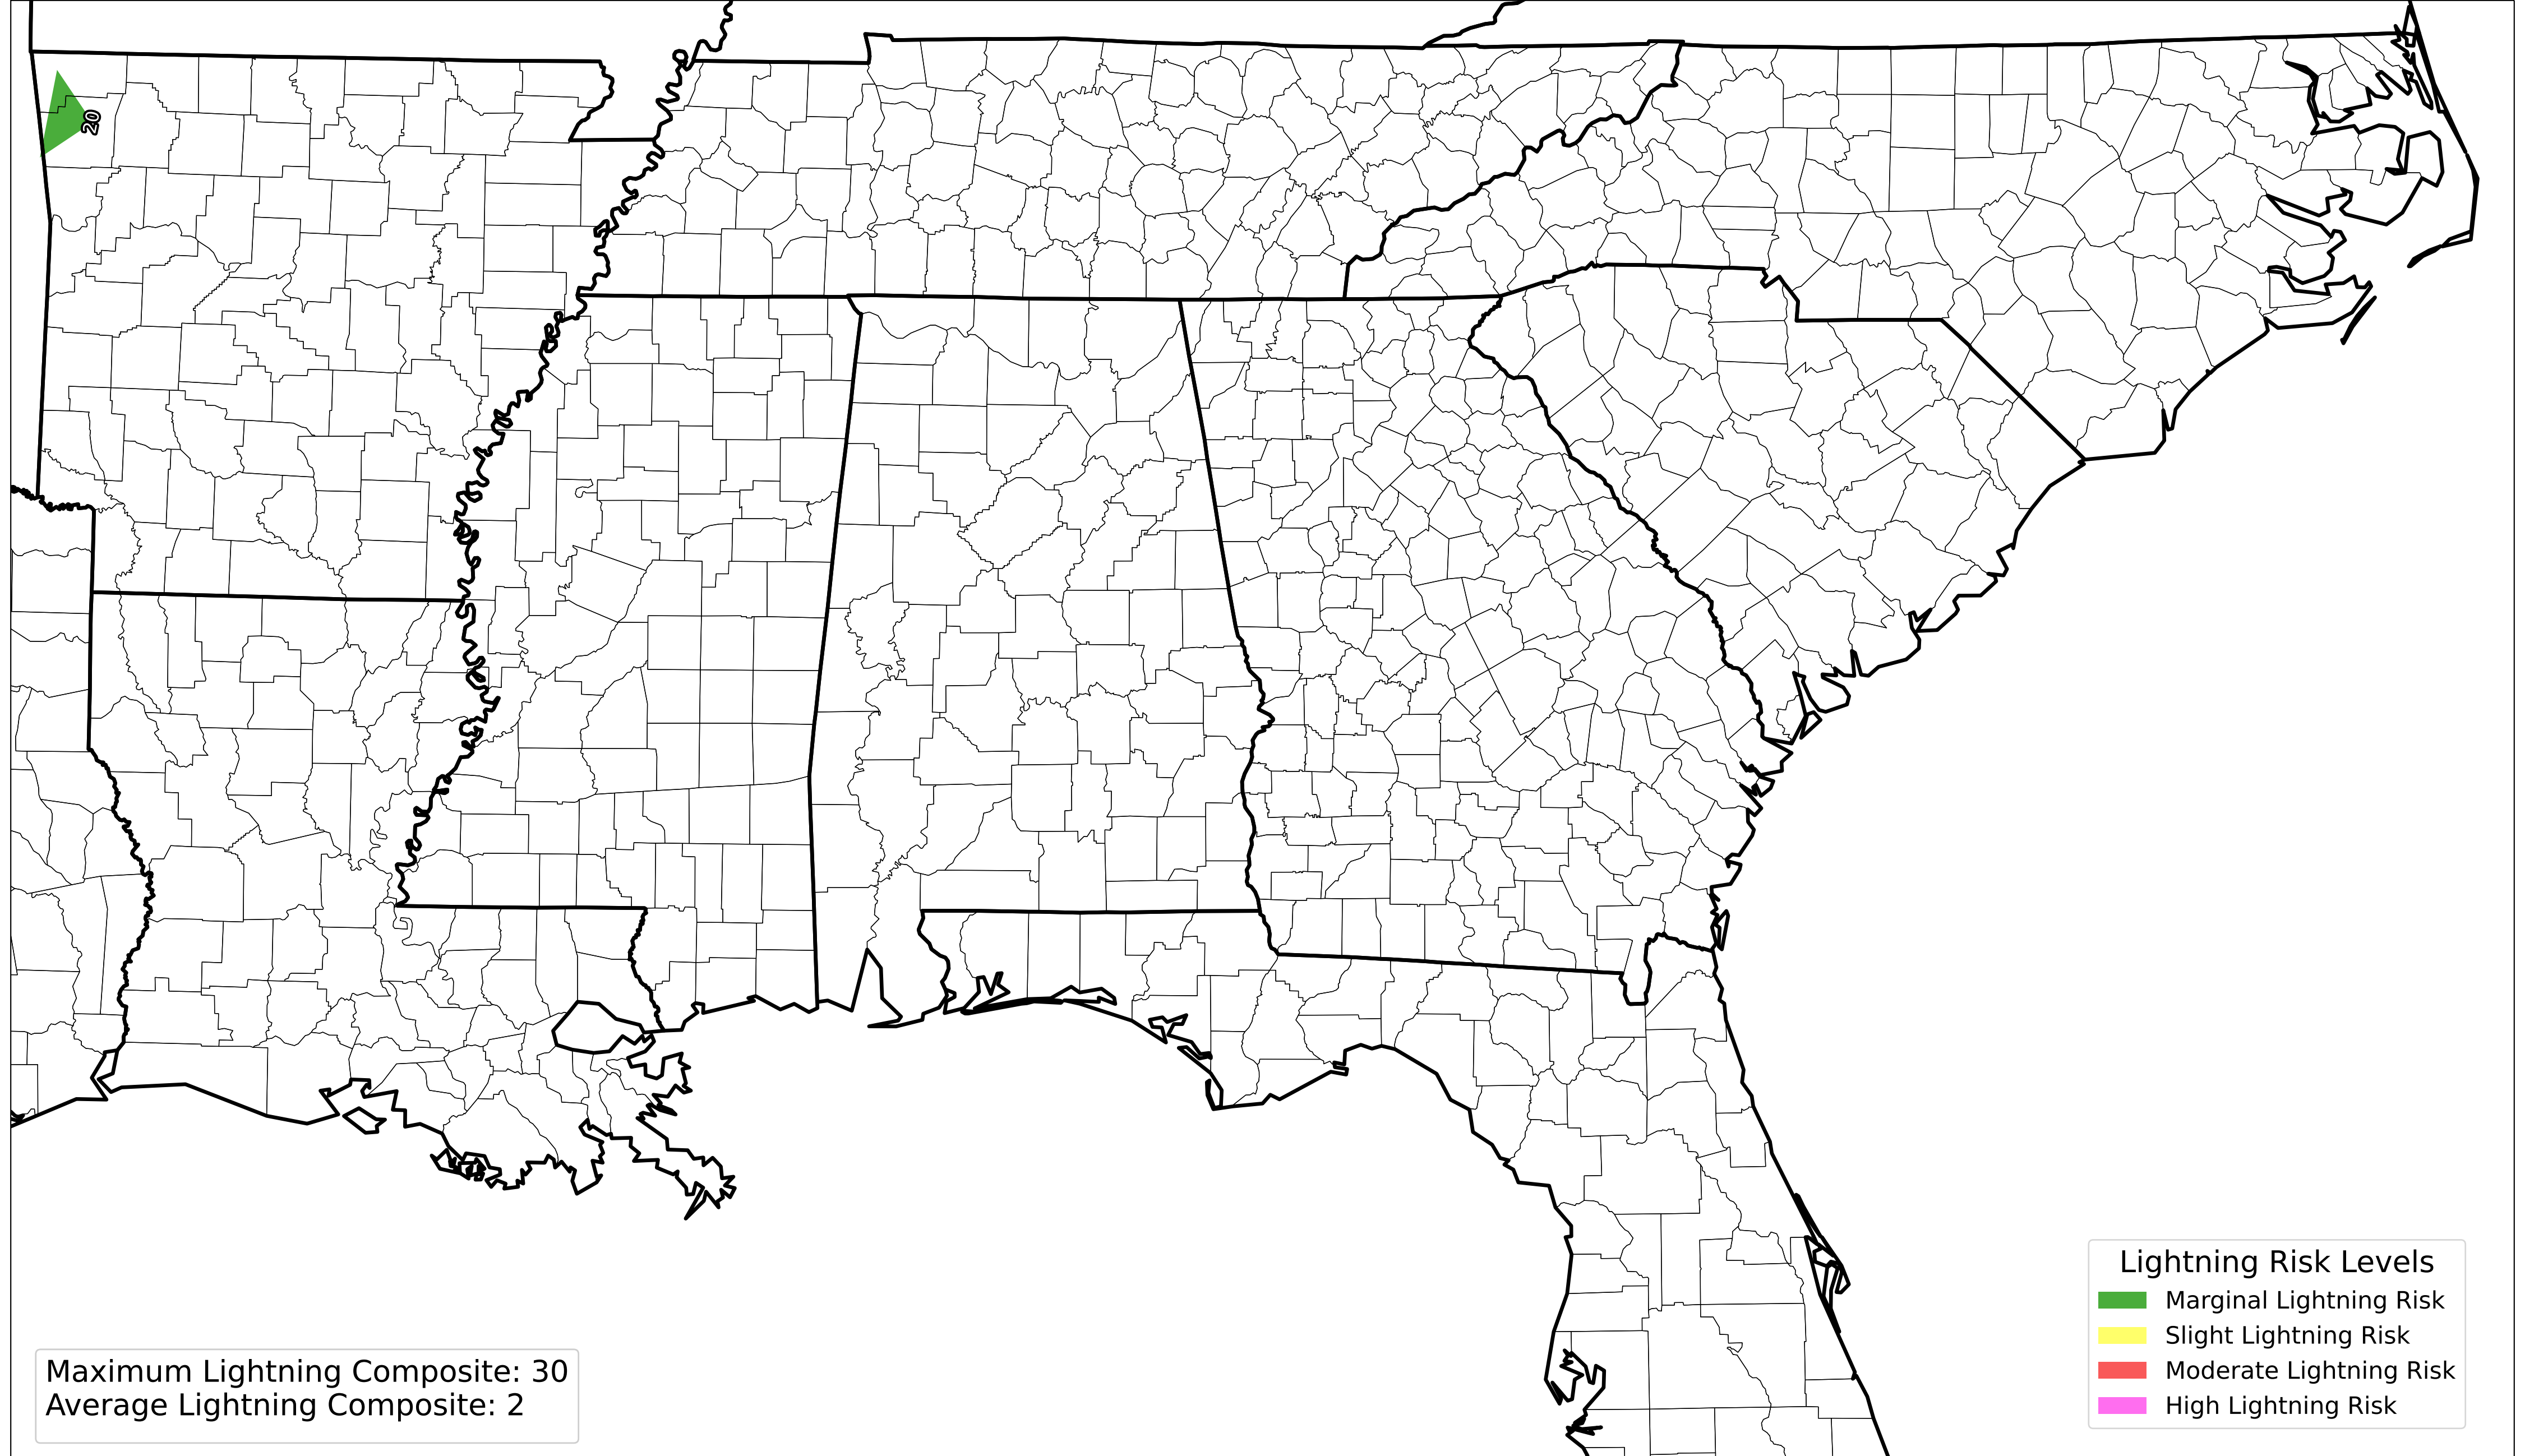 20
Maximum Lightning Composite: 30
Average Lightning Composite: 2
Lightning Risk Levels
Marginal Lightning Risk
Slight Lightning Risk
Moderate Lightning Risk
High Lightning Risk